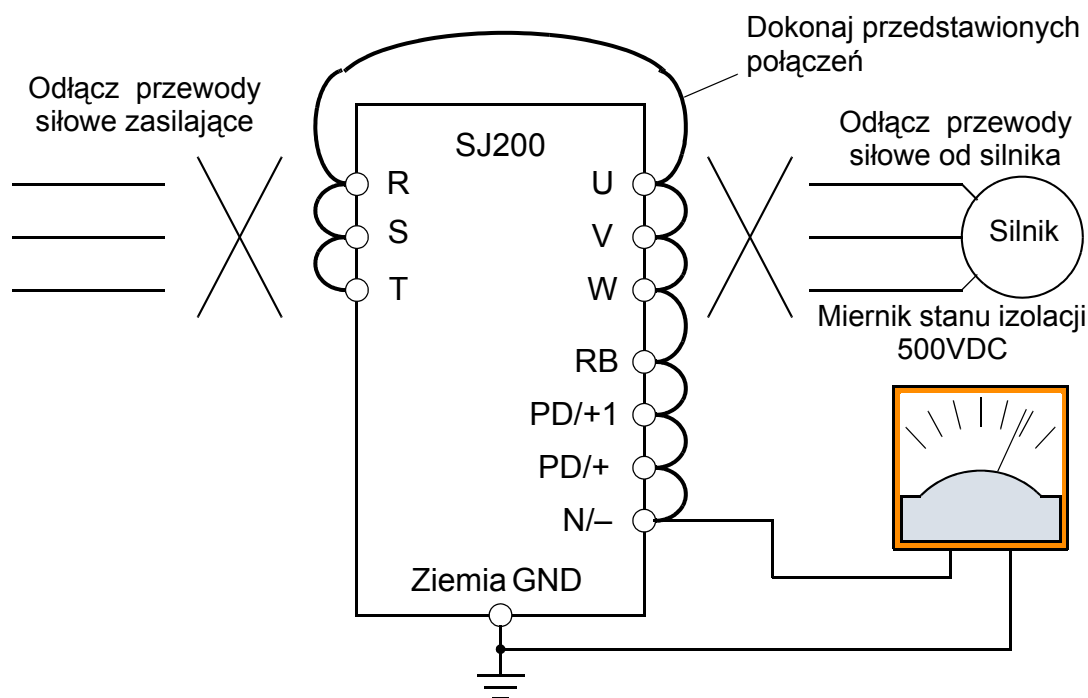 Dokonaj przedstawionych
połączeń
Odłącz przewody
siłowe zasilające
Odłącz przewody
siłowe od silnika
SJ200
R
S
T
U
V
W
RB
PD/+1
PD/+
N/–
Silnik
Miernik stanu izolacji
500VDC
Ziemia GND